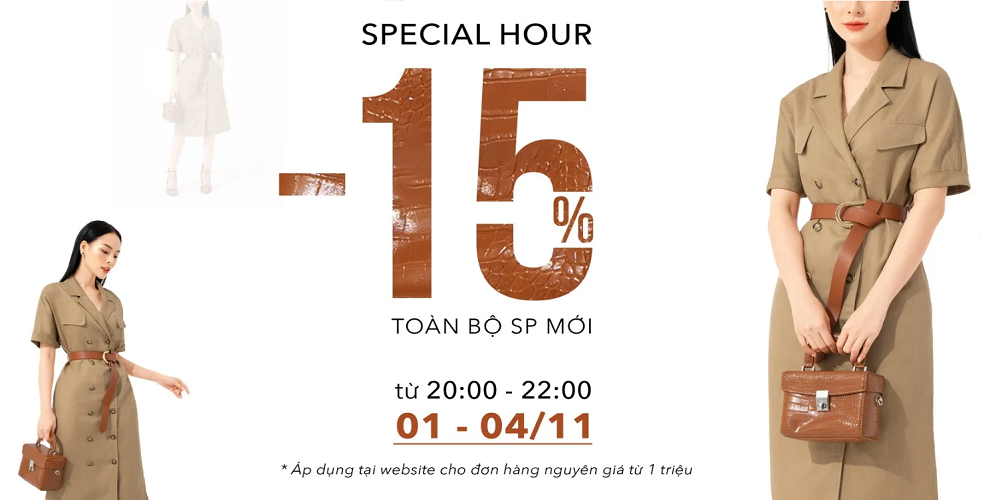 SPECIAL HOUR
-15%
TOÀN BỘ SP MỚI
từ 20:00 - 22:00
01 - 04/11
* Áp dụng tại website cho đơn hàng nguyên giá từ 1 triệu